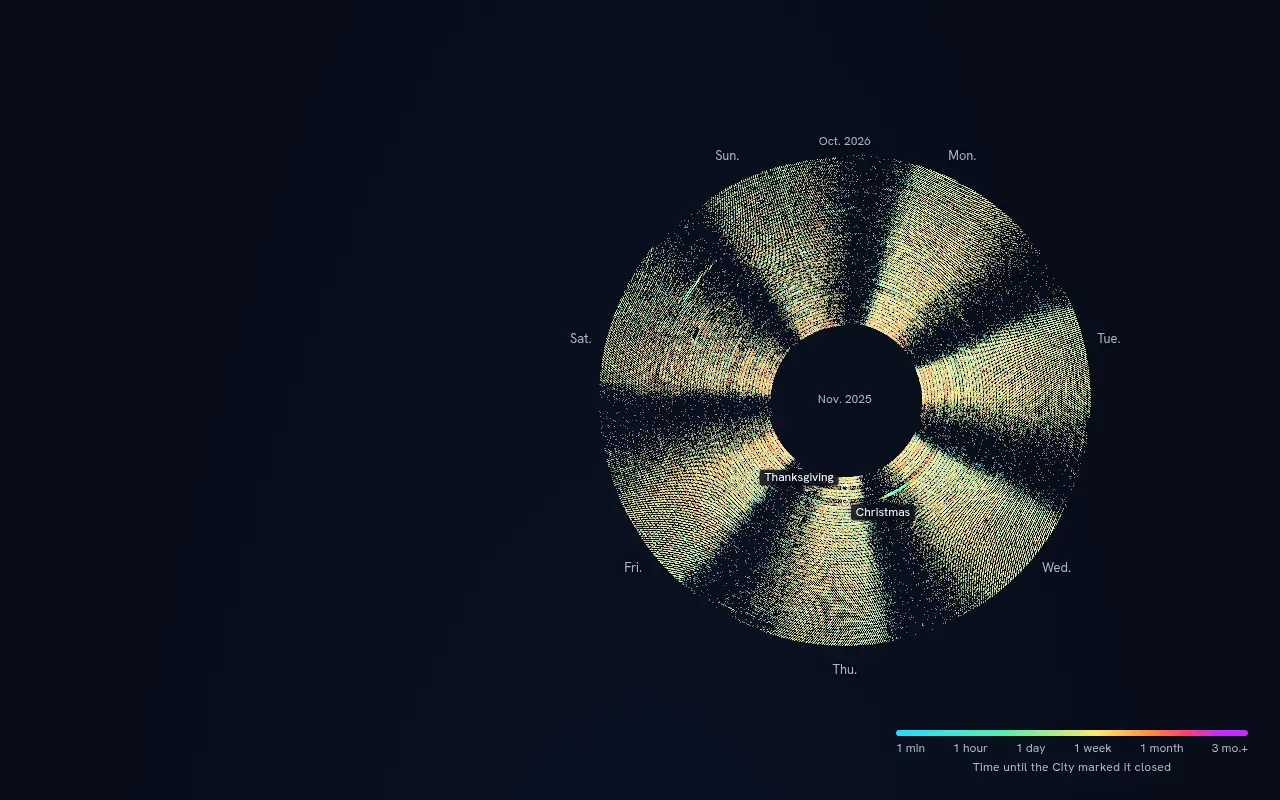 Oct. 2026
Sun.
Mon.
Sat.
Tue.
Nov. 2025
Thanksgiving
Christmas
Fri.
Wed.
Thu.
1 min
1 hour
1 day
1 week
1 month
3 mo.+
Time until the City marked it closed